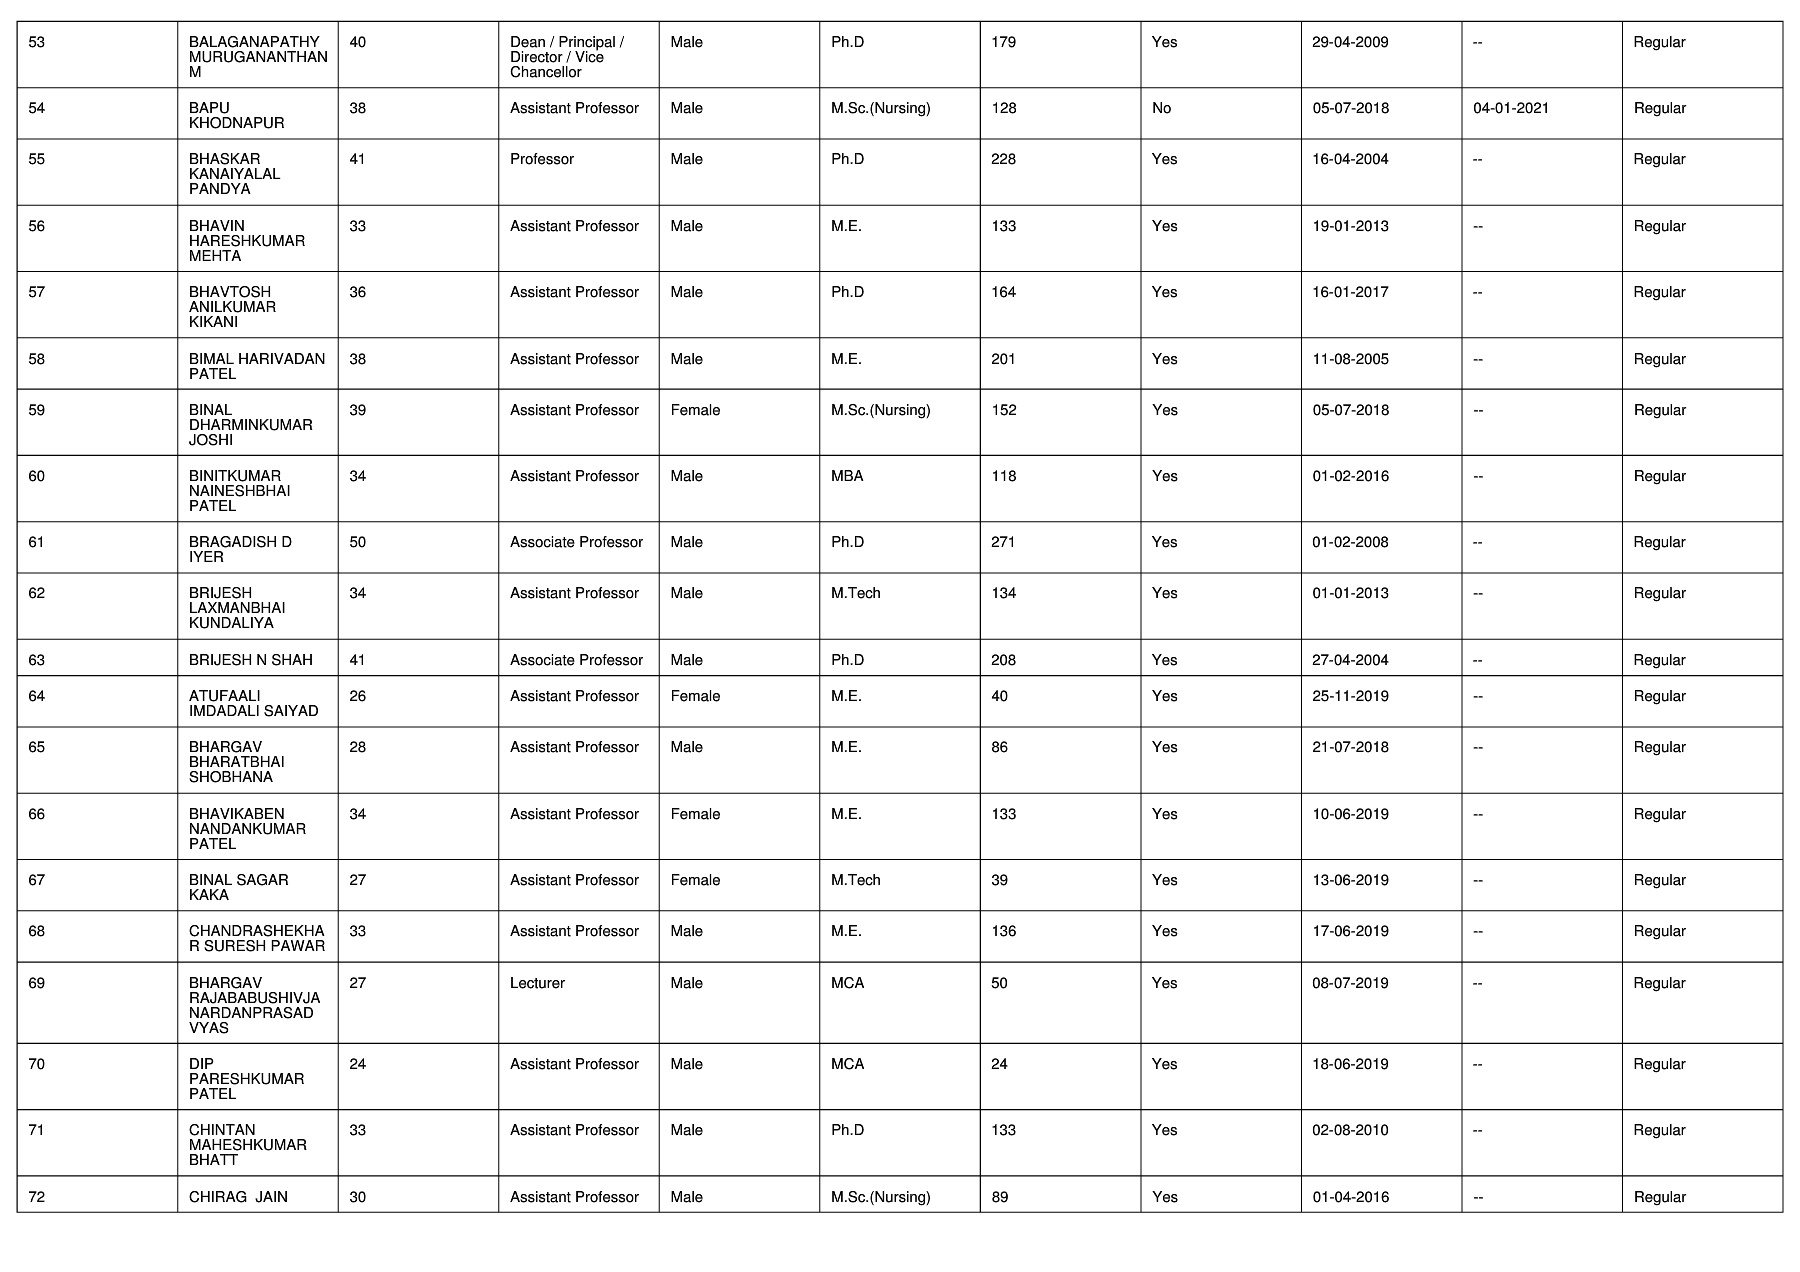 53 BALAGANAPATHY 40 Dean / Principal / Male Ph.D 179 Yes 29-04-2009 -- Regular
MURUGANANTHAN Director / Vice
M Chancellor
54 BAPU 38 Assistant Professor Male M.Sc.(Nursing) 128 No 05-07-2018 04-01-2021 Regular
KHODNAPUR
55 BHASKAR 41 Professor Male Ph.D 228 Yes 16-04-2004 -- Regular
KANAIYALAL
PANDYA
56 BHAVIN 33 Assistant Professor Male M.E. 133 Yes 19-01-2013 -- Regular
HARESHKUMAR
MEHTA
57 BHAVTOSH 36 Assistant Professor Male Ph.D 164 Yes 16-01-2017 -- Regular
ANILKUMAR
KIKANI
58 BIMAL HARIVADAN 38 Assistant Professor Male M.E. 201 Yes 11-08-2005 -- Regular
PATEL
59 BINAL 39 Assistant Professor Female M.Sc.(Nursing) 152 Yes 05-07-2018 -- Regular
DHARMINKUMAR
JOSHI
60 BINITKUMAR 34 Assistant Professor Male MBA 118 Yes 01-02-2016 -- Regular
NAINESHBHAI
PATEL
61 BRAGADISH D 50 Associate Professor Male Ph.D 271 Yes 01-02-2008 -- Regular
IYER
62 BRIJESH 34 Assistant Professor Male M.Tech 134 Yes 01-01-2013 -- Regular
LAXMANBHAI
KUNDALIYA
63 BRIJESH N SHAH 41 Associate Professor Male Ph.D 208 Yes 27-04-2004 -- Regular
64 ATUFAALI 26 Assistant Professor Female M.E. 40 Yes 25-11-2019 -- Regular
IMDADALI SAIYAD
65 BHARGAV 28 Assistant Professor Male M.E. 86 Yes 21-07-2018 -- Regular
BHARATBHAI
SHOBHANA
66 BHAVIKABEN 34 Assistant Professor Female M.E. 133 Yes 10-06-2019 -- Regular
NANDANKUMAR
PATEL
67 BINAL SAGAR 27 Assistant Professor Female M.Tech 39 Yes 13-06-2019 -- Regular
KAKA
68 CHANDRASHEKHA 33 Assistant Professor Male M.E. 136 Yes 17-06-2019 -- Regular
R SURESH PAWAR
69 BHARGAV 27 Lecturer Male MCA 50 Yes 08-07-2019 -- Regular
RAJABABUSHIVJA
NARDANPRASAD
VYAS
70 DIP 24 Assistant Professor Male MCA 24 Yes 18-06-2019 -- Regular
PARESHKUMAR
PATEL
71 CHINTAN 33 Assistant Professor Male Ph.D 133 Yes 02-08-2010 -- Regular
MAHESHKUMAR
BHATT
72 CHIRAG  JAIN 30 Assistant Professor Male M.Sc.(Nursing) 89 Yes 01-04-2016 -- Regular